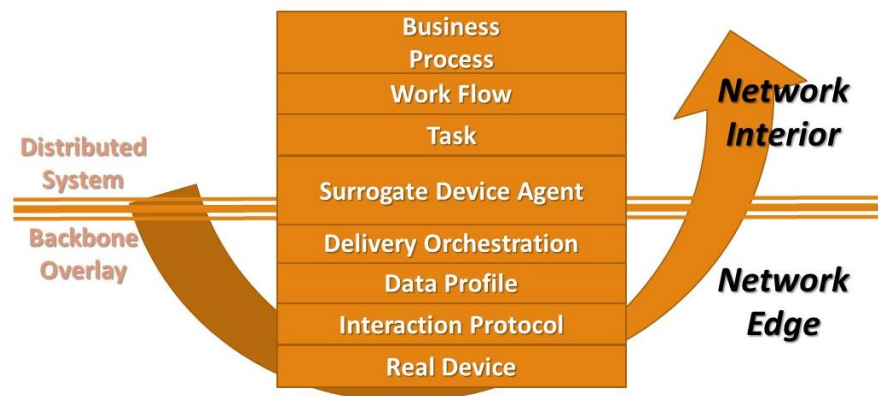 Business
Process
Work Flow
Task
Surrogate Device Agent
Delivery Orchestration
Data Profile
Interaction Protocol
Real Device
Distributed
System
Backbone
Overlay
Network
Interior
Network
Edge